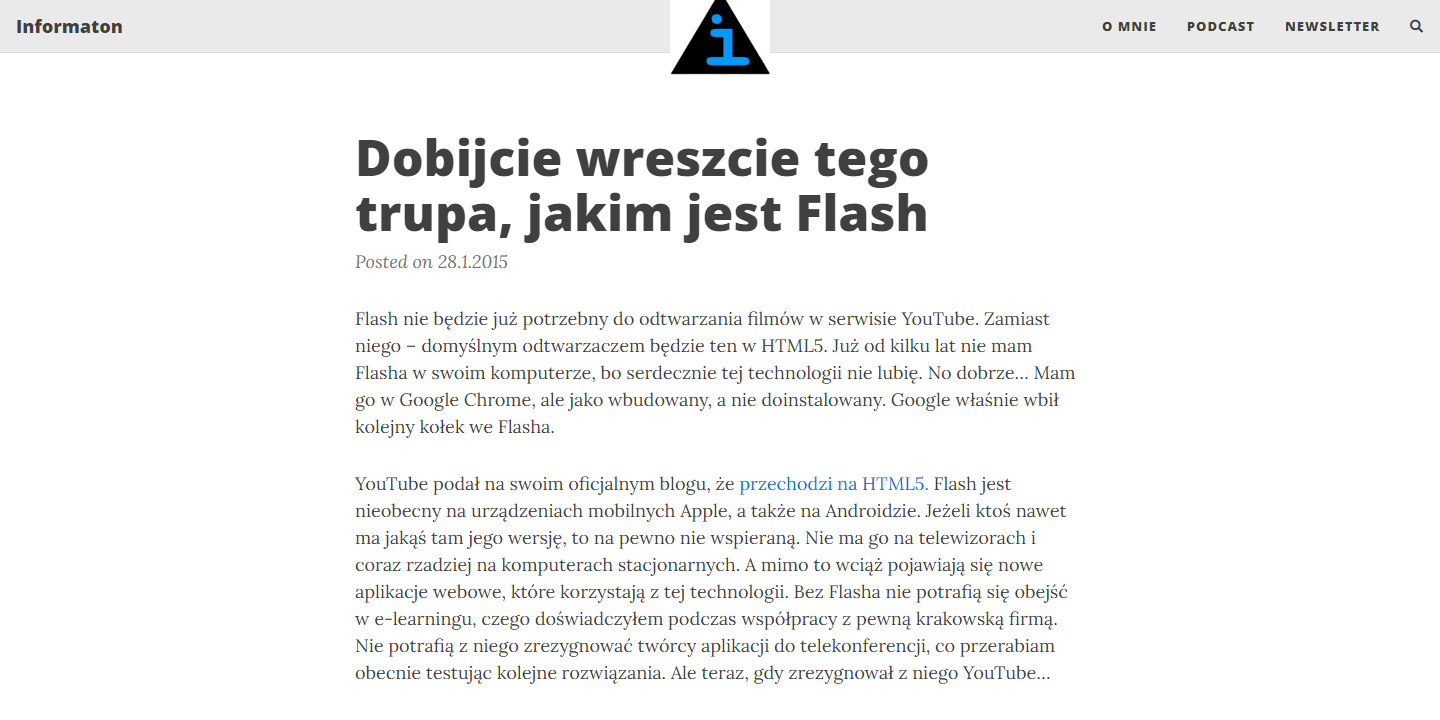 Informaton
i
O MNIE
PODCAST
NEWSLETTER
Dobijcie wreszcie tego
trupa, jakim jest Flash
Posted on 28.1.2015
Flash nie będzie już potrzebny do odtwarzania filmów w serwisie YouTube. Zamiast
niego – domyślnym odtwarzaczem będzie ten w HTML5. Już od kilku lat nie mam
Flasha w swoim komputerze, bo serdecznie tej technologii nie lubię. No dobrze… Mam
go w Google Chrome, ale jako wbudowany, a nie doinstalowany. Google właśnie wbił
kolejny kołek we Flasha.
YouTube podał na swoim oficjalnym blogu, że przechodzi na HTML5. Flash jest
nieobecny na urządzeniach mobilnych Apple, a także na Androidzie. Jeżeli ktoś nawet
ma jakąś tam jego wersję, to na pewno nie wspieraną. Nie ma go na telewizorach i
coraz rzadziej na komputerach stacjonarnych. A mimo to wciąż pojawiają się nowe
aplikacje webowe, które korzystają z tej technologii. Bez Flasha nie potrafią się obejść
w e-learningu, czego doświadczyłem podczas współpracy z pewną krakowską firmą.
Nie potrafią z niego zrezygnować twórcy aplikacji do telekonferencji, co przerabiam
obecnie testując kolejne rozwiązania. Ale teraz, gdy zrezygnował z niego YouTube…